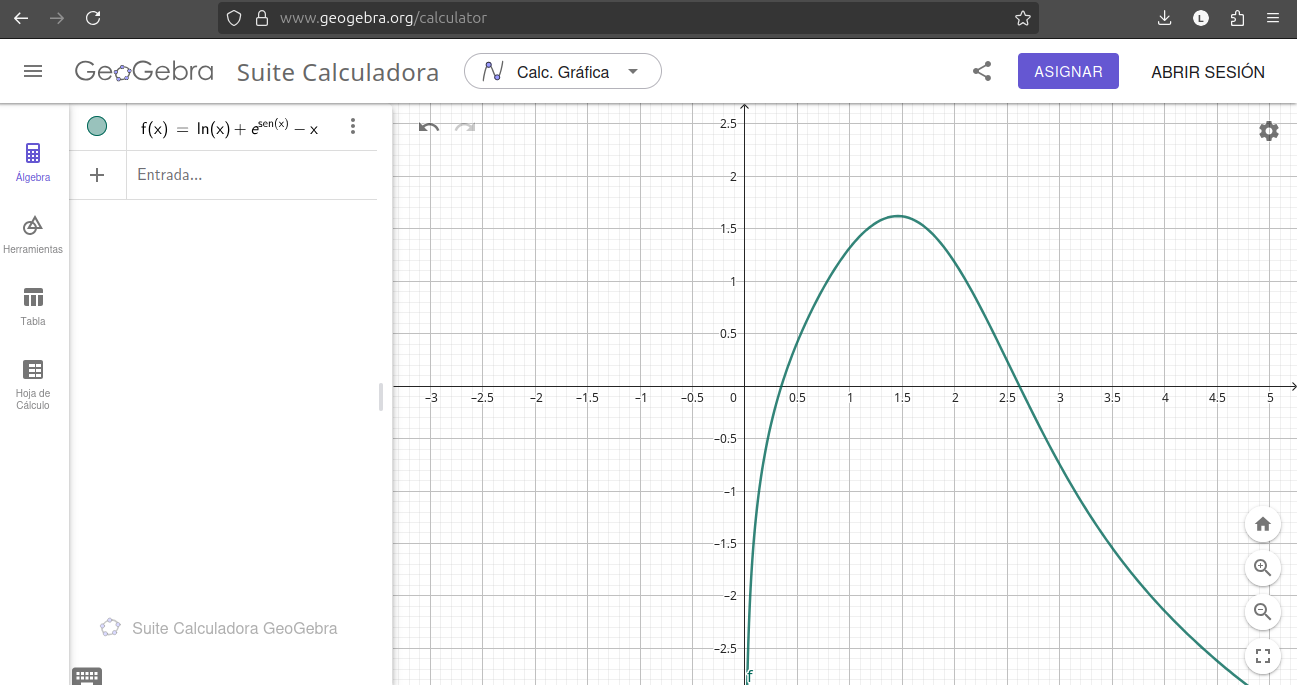 www.geogebra.org/calculator
L
GeoGebra
Suite Calculadora
Calc. Gráfica
ASIGNAR
ABRIR SESIÓN
f(x) = ln(x) + e^sen(x) − x
Entrada...
Álgebra
Herramientas
Tabla
Hoja de
Cálculo
Suite Calculadora GeoGebra
2.5
2
1.5
1
0.5
−3 −2.5 −2 −1.5 −1 −0.5 0 0.5 1 1.5 2 2.5 3 3.5 4 4.5 5
−0.5
−1
−1.5
−2
−2.5
f